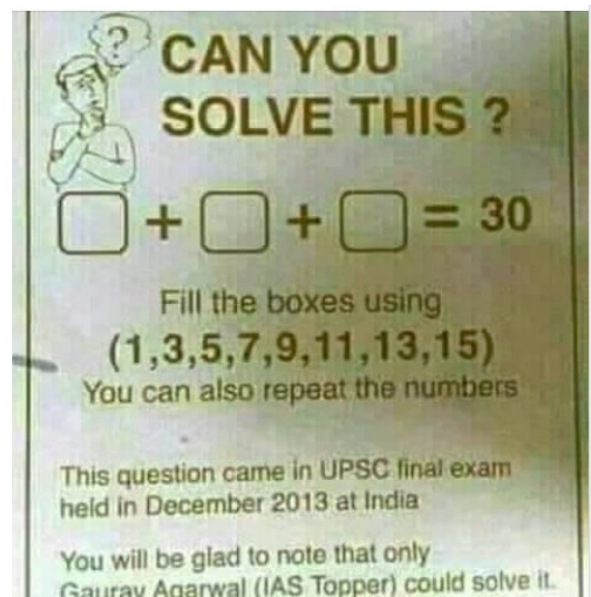 ?
CAN YOU
SOLVE THIS ?
□ + □ + □ = 30
Fill the boxes using
(1,3,5,7,9,11,13,15)
You can also repeat the numbers
This question came in UPSC final exam
held in December 2013 at India
You will be glad to note that only
Gaurav Agarwal (IAS Topper) could solve it.